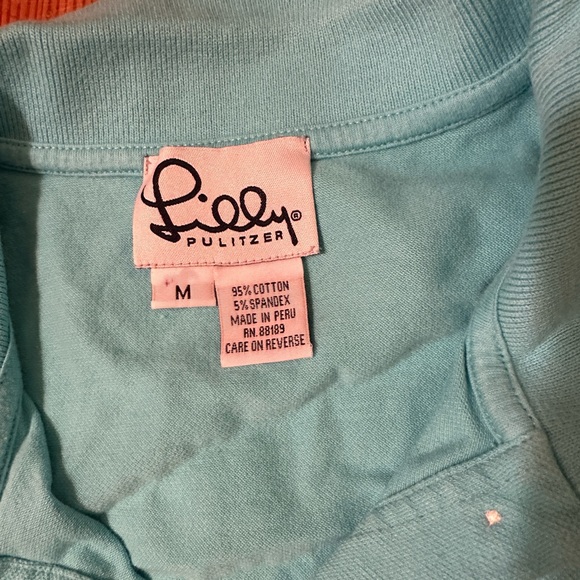 Lilly®
PULITZER
M
95% COTTON
5% SPANDEX
MADE IN PERU
RN. 88189
CARE ON REVERSE